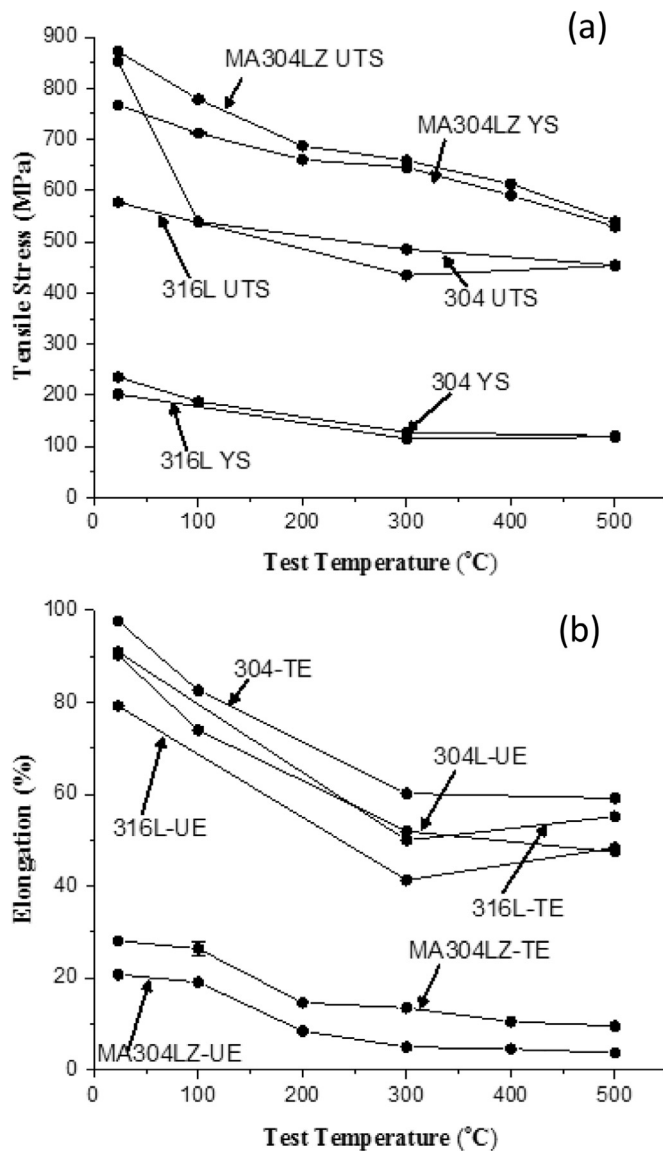 (a)
900
MA304LZ UTS
800
MA304LZ YS
700
600
500
400
316L UTS
304 UTS
300
304 YS
200
100
316L YS
0
Tensile Stress (MPa)
0 100 200 300 400 500
Test Temperature (°C)
100
(b)
304-TE
80
304L-UE
60
316L-UE
40
316L-TE
MA304LZ-TE
20
MA304LZ-UE
0
Elongation (%)
0 100 200 300 400 500
Test Temperature (°C)